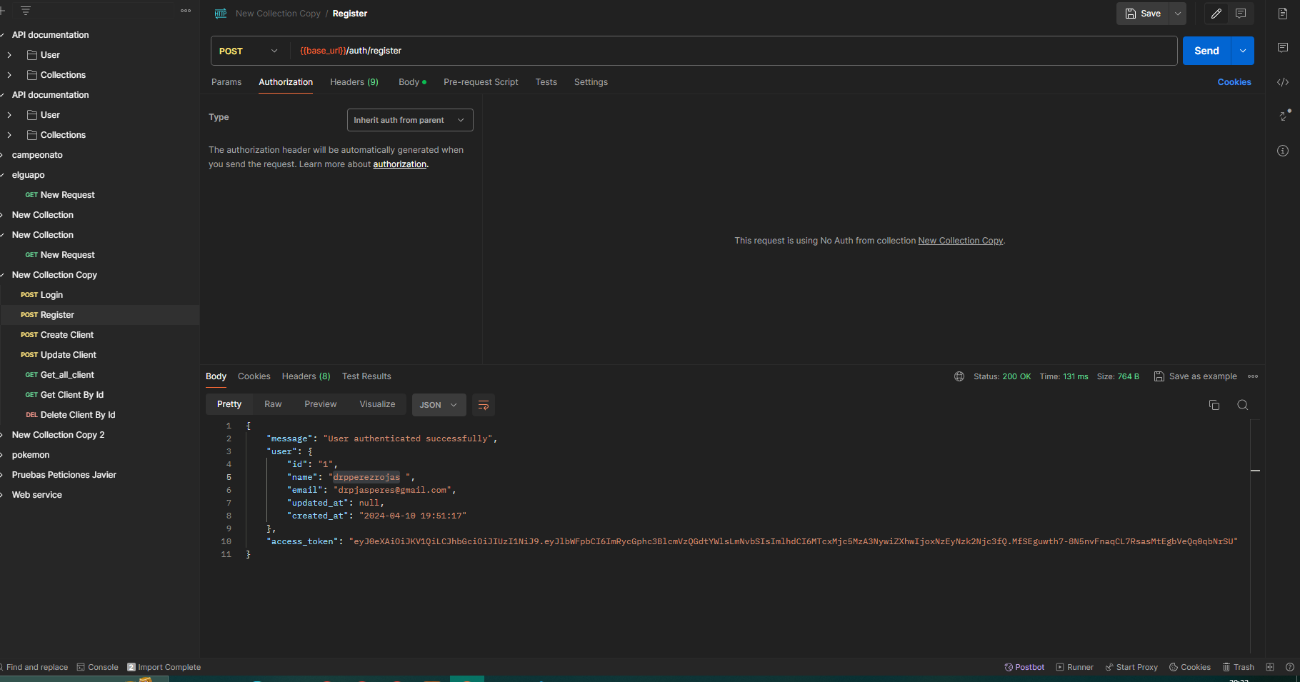 New Collection Copy / Register
Save
API documentation
User
Collections
API documentation
User
Collections
campeonato
elguapo
GET New Request
New Collection
New Collection
GET New Request
New Collection Copy
POST Login
POST Register
POST Create Client
POST Update Client
GET Get_all_client
GET Get Client By Id
DEL Delete Client By Id
New Collection Copy 2
pokemon
Pruebas Peticiones Javier
Web service
POST {{base_url}}/auth/register Send
Params Authorization Headers (9) Body Pre-request Script Tests Settings Cookies
Type Inherit auth from parent
The authorization header will be automatically generated when
you send the request. Learn more about authorization.
This request is using No Auth from collection New Collection Copy.
Body Cookies Headers (8) Test Results Status: 200 OK Time: 131 ms Size: 764 B Save as example
Pretty Raw Preview Visualize JSON
1 {
2 "message": "User authenticated successfully",
3 "user": {
4 "id": "1",
5 "name": "drpperezrojas ",
6 "email": "drpjasperes@gmail.com",
7 "updated_at": null,
8 "created_at": "2024-04-10 19:51:17"
9 },
10 "access_token":
11 }
Find and replace Console Import Complete Postbot Runner Start Proxy Cookies Trash